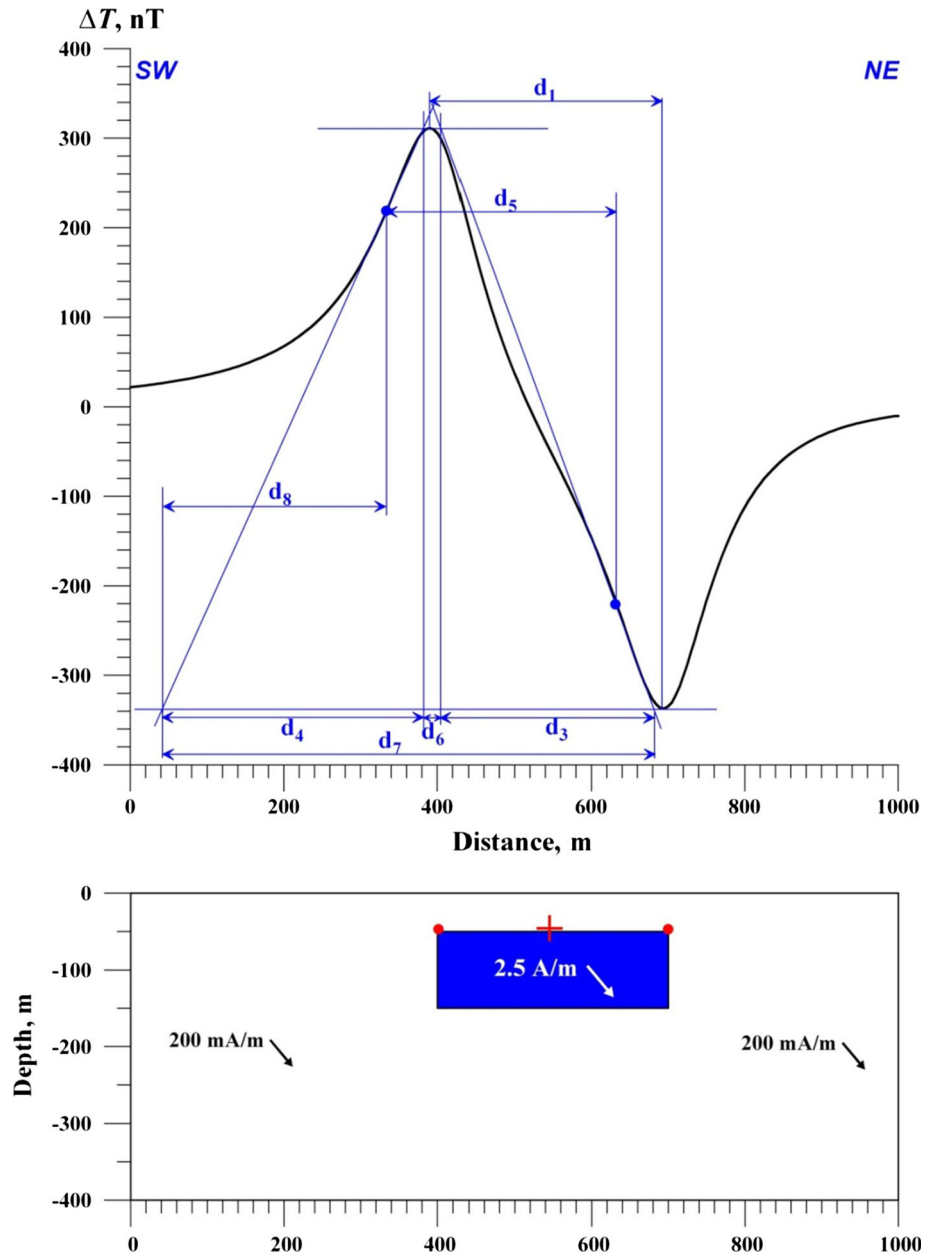 ΔT, nT
400
SW
NE
d₁
300
d₅
200
100
0
-100
d₈
-200
-300
d₄
d₆
d₃
d₇
-400
0
200
400
600
800
1000
Distance, m
0
-100
2.5 A/m
Depth, m
-200
200 mA/m
200 mA/m
-300
-400
0
200
400
600
800
1000